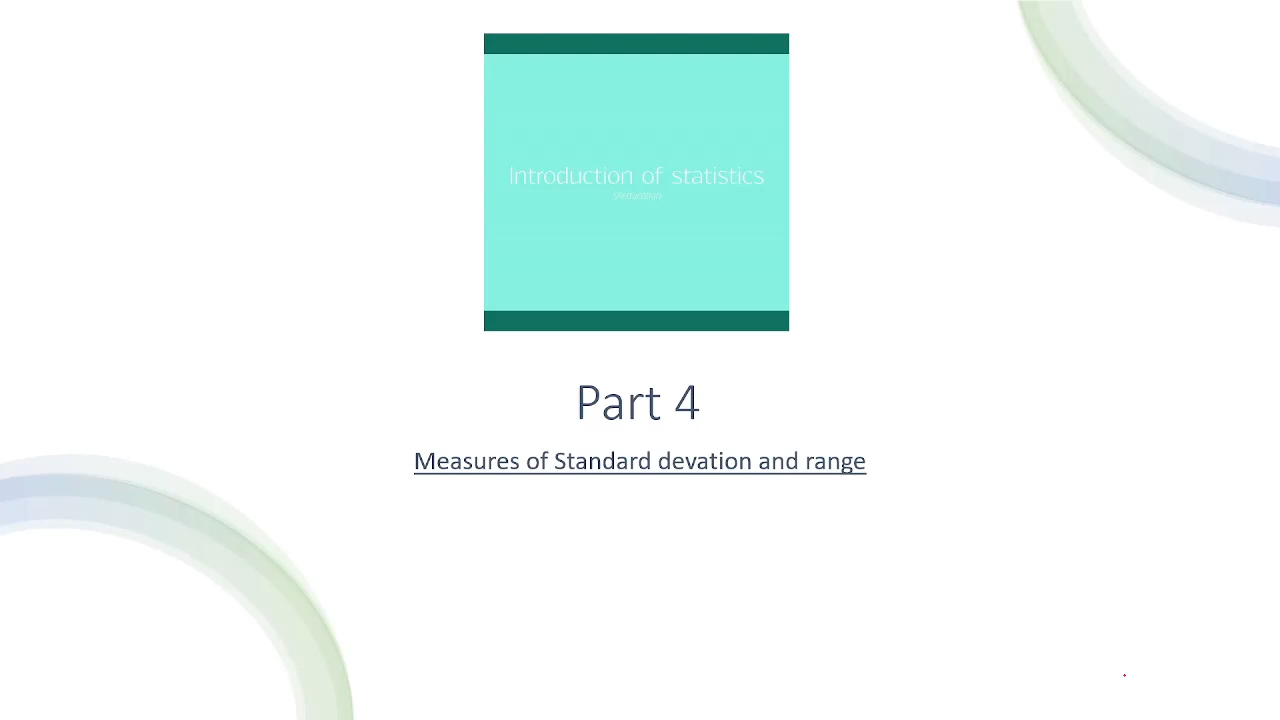 Introduction of statistics
Part 4
Measures of Standard devation and range